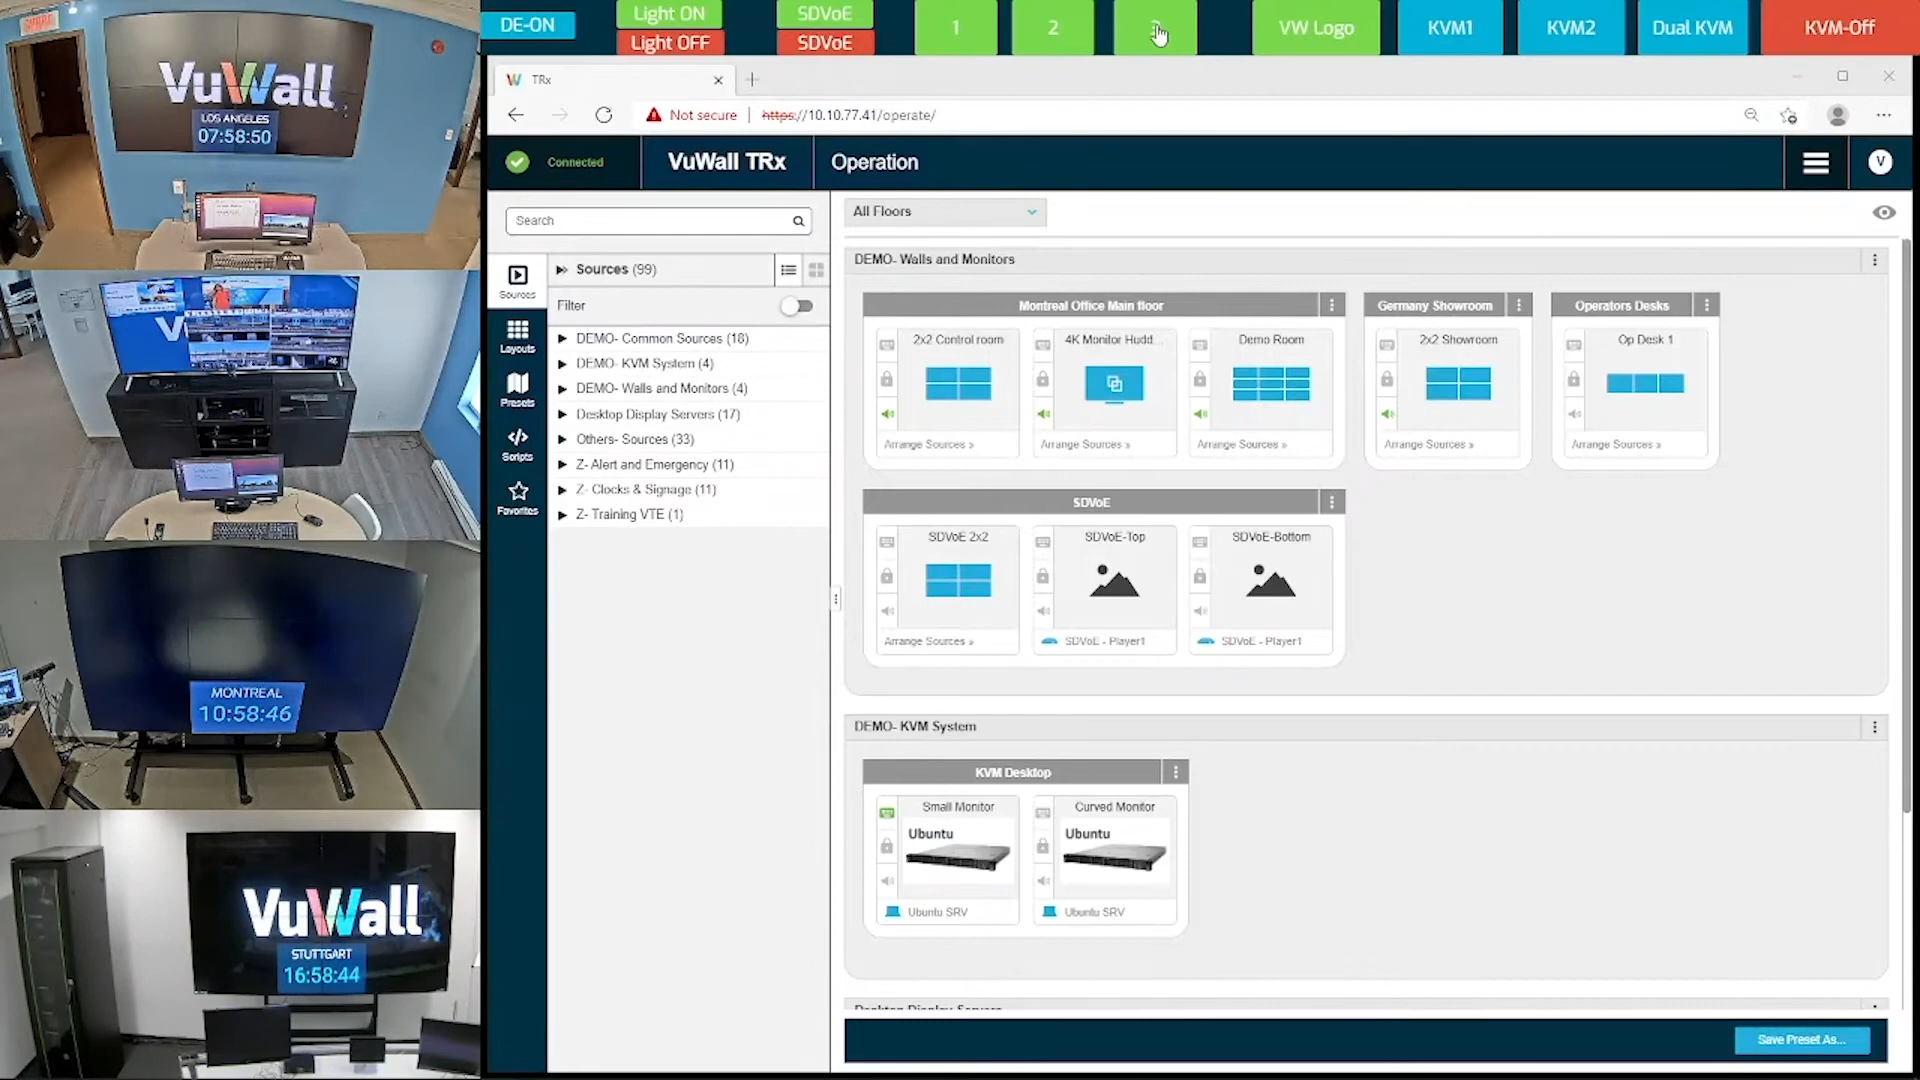 DE-ON
Light ON
Light OFF
SDVoE
SDVoE
1
2
VW Logo
KVM1
KVM2
Dual KVM
KVM-Off
VuWall
LOS ANGELES
07:58:50
MONTREAL
10:58:46
VuWall
STUTTGART
16:58:44
TRx
Not secure
https://10.10.77.41/operate/
Connected
VuWall TRx
Operation
V
Search
Sources
Layouts
Presets
Scripts
Favorites
Sources (99)
Filter
DEMO- Common Sources (18)
DEMO- KVM System (4)
DEMO- Walls and Monitors (4)
Desktop Display Servers (17)
Others- Sources (33)
Z- Alert and Emergency (11)
Z- Clocks & Signage (11)
Z- Training VTE (1)
All Floors
DEMO- Walls and Monitors
Montreal Office Main floor
2x2 Control room
Arrange Sources »
4K Monitor Hudd...
Arrange Sources »
Demo Room
Arrange Sources »
Germany Showroom
2x2 Showroom
Arrange Sources »
Operators Desks
Op Desk 1
Arrange Sources »
SDVoE
SDVoE 2x2
Arrange Sources »
SDVoE-Top
SDVoE - Player1
SDVoE-Bottom
SDVoE - Player1
DEMO- KVM System
KVM Desktop
Small Monitor
Ubuntu
Ubuntu SRV
Curved Monitor
Ubuntu
Ubuntu SRV
Desktop Display Servers
Save Preset As...